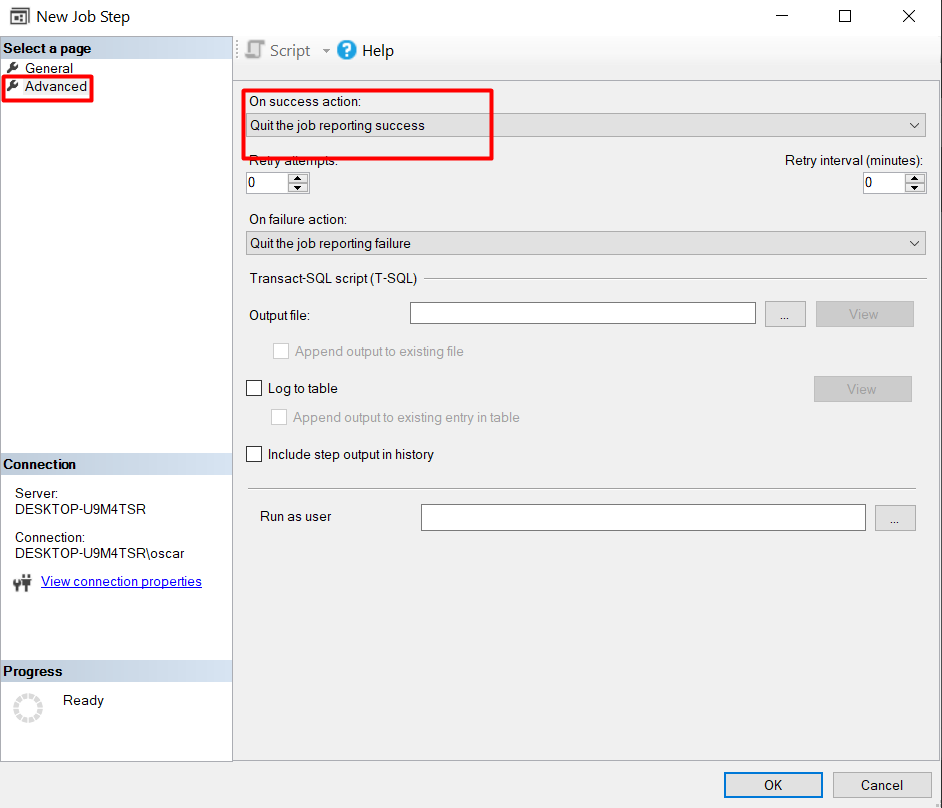 New Job Step
Select a page
General
Advanced
Script
Help
On success action:
Quit the job reporting success
Retry attempts:
Retry interval (minutes):
0
0
On failure action:
Quit the job reporting failure
Transact-SQL script (T-SQL)
Output file:
...
View
Append output to existing file
Log to table
View
Append output to existing entry in table
Include step output in history
Run as user
...
Connection
Server:
DESKTOP-U9M4TSR
Connection:
DESKTOP-U9M4TSR\oscar
View connection properties
Progress
Ready
OK
Cancel